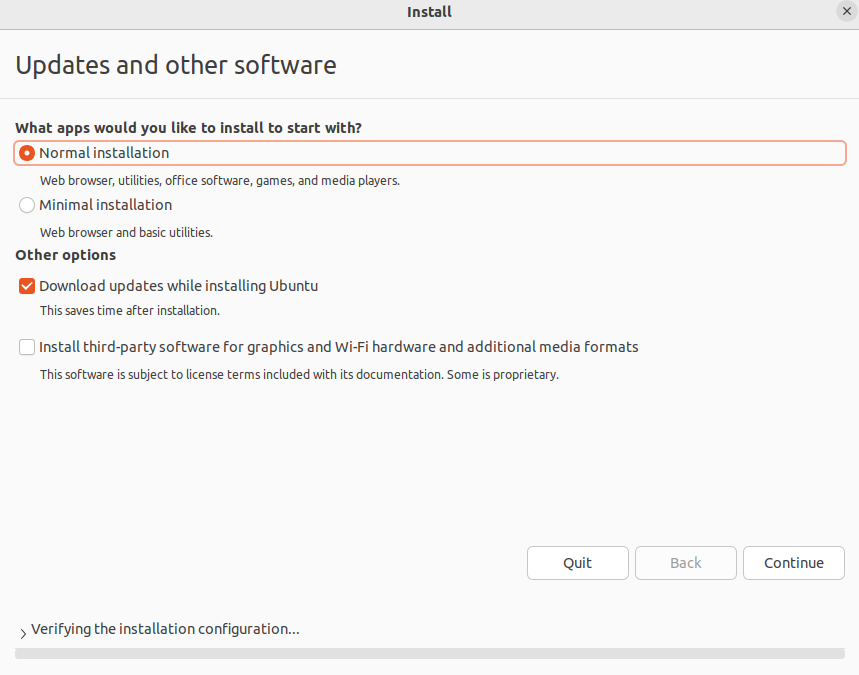 Install
Updates and other software
What apps would you like to install to start with?
Normal installation
Web browser, utilities, office software, games, and media players.
Minimal installation
Web browser and basic utilities.
Other options
Download updates while installing Ubuntu
This saves time after installation.
Install third-party software for graphics and Wi-Fi hardware and additional media formats
This software is subject to license terms included with its documentation. Some is proprietary.
Quit Back Continue
Verifying the installation configuration...